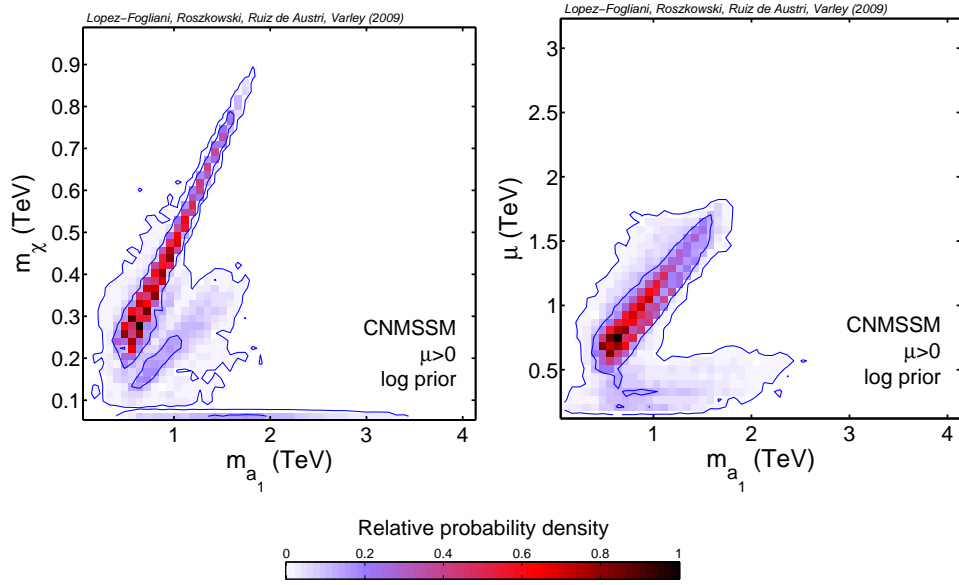 Lopez-Fogliani, Roszkowski, Ruiz de Austri, Varley (2009)
0.9
0.8
0.7
0.6
0.5
0.4
0.3
0.2
0.1
m χ (TeV)
CNMSSM
μ>0
log prior
1 2 3 4
m a 1 (TeV)
Lopez-Fogliani, Roszkowski, Ruiz de Austri, Varley (2009)
3
2.5
2
1.5
1
0.5
μ (TeV)
CNMSSM
μ>0
log prior
1 2 3 4
m a 1 (TeV)
Relative probability density
0 0.2 0.4 0.6 0.8 1